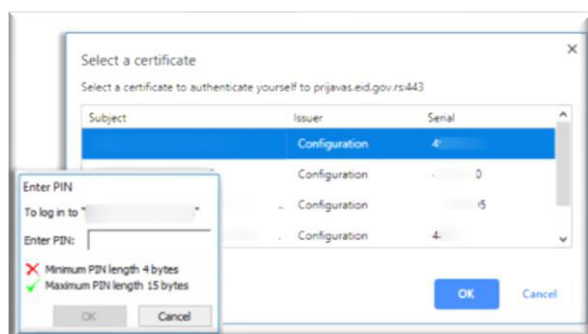 Select a certificate
Select a certificate to authenticate yourself to prijavas.eid.gov.rs:443
Subject Issuer Serial
Configuration
Configuration
Configuration
Configuration
Enter PIN
To log in to " "
Enter PIN:
Minimum PIN length 4 bytes
Maximum PIN length 15 bytes
OK Cancel
OK Cancel